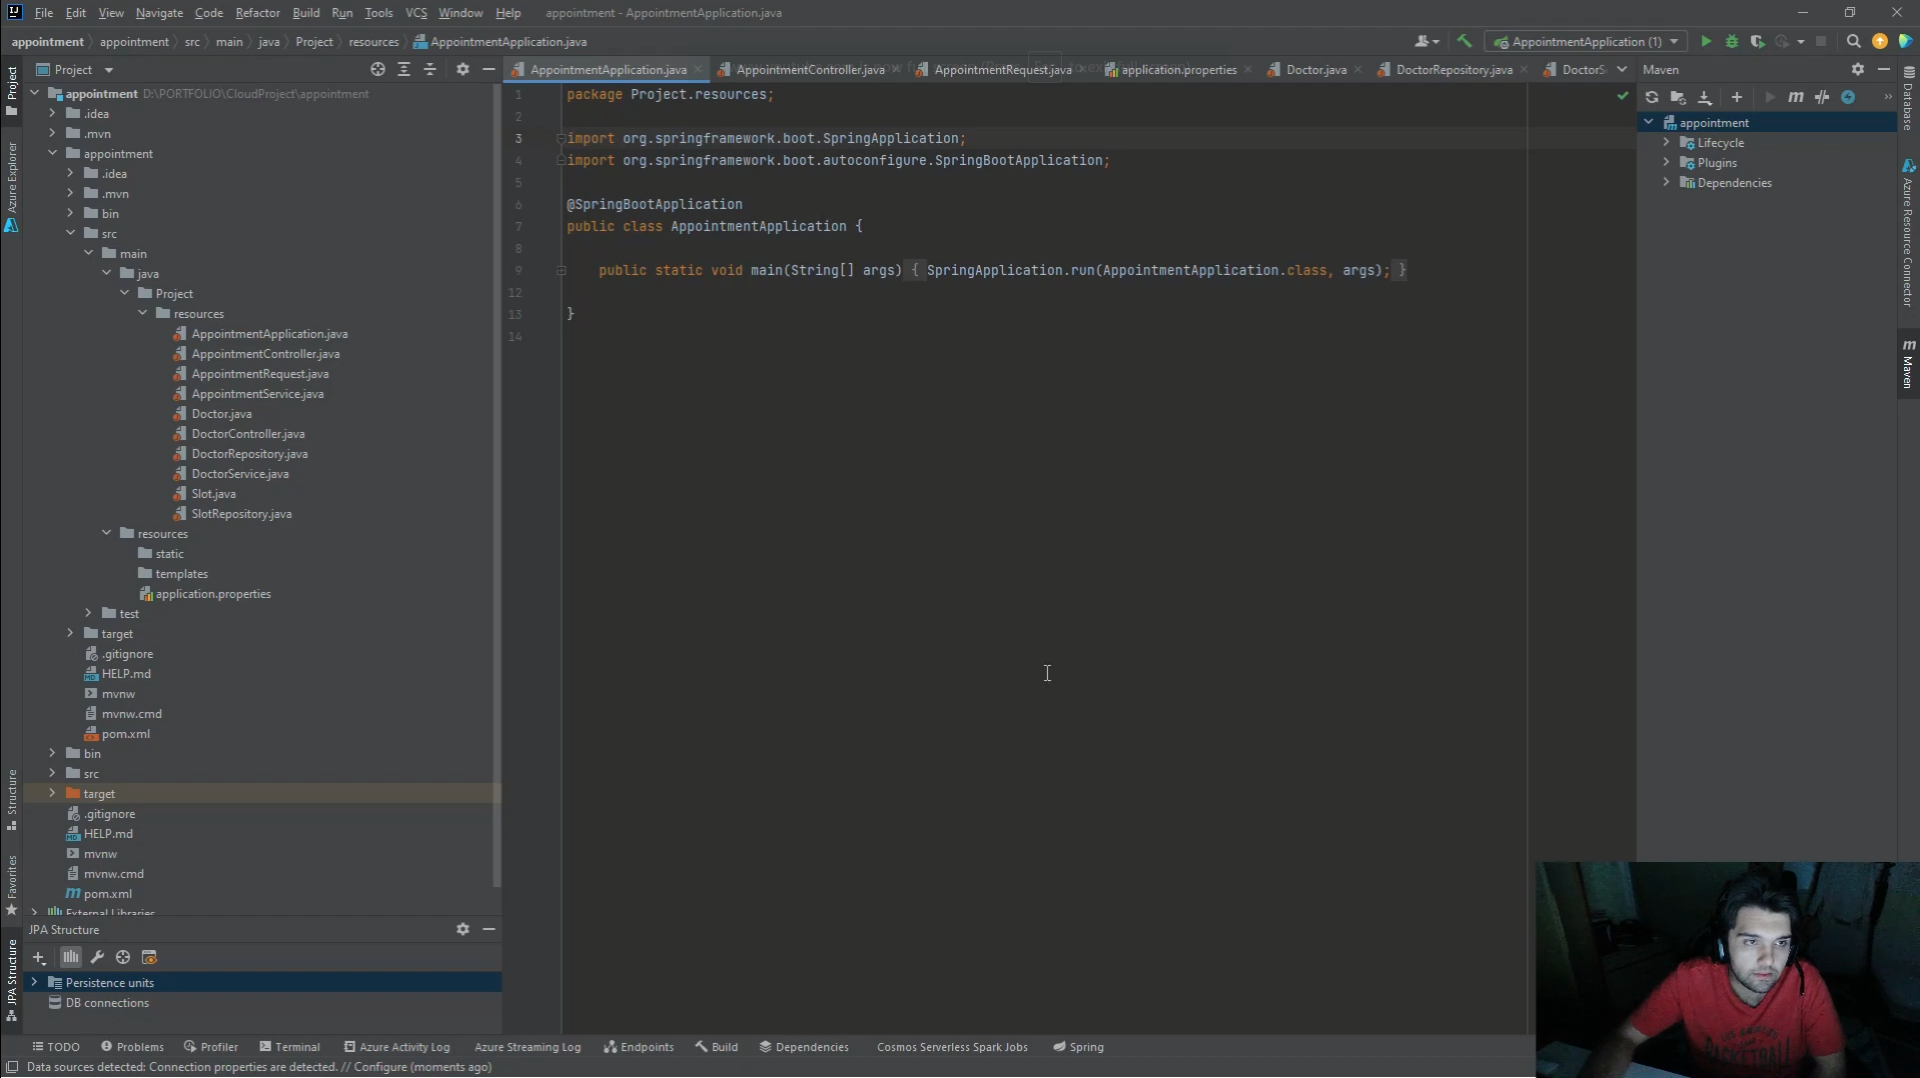 File Edit View Navigate Code Refactor Build Run Tools VCS Window Help appointment - AppointmentApplication.java
appointment appointment src main java Project resources AppointmentApplication.java AppointmentApplication (1)
Project
AppointmentApplication.java AppointmentController.java AppointmentRequest.java application.properties Doctor.java DoctorRepository.java DoctorS
Maven
Project
Azure Explorer
Structure
Favorites
JPA Structure
appointment D:\PORTFOLIO\CloudProject\appointment
.idea
.mvn
appointment
.idea
.mvn
bin
src
main
java
Project
resources
AppointmentApplication.java
AppointmentController.java
AppointmentRequest.java
AppointmentService.java
Doctor.java
DoctorController.java
DoctorRepository.java
DoctorService.java
Slot.java
SlotRepository.java
resources
static
templates
application.properties
test
target
.gitignore
HELP.md
mvnw
mvnw.cmd
pom.xml
bin
src
target
.gitignore
HELP.md
mvnw
mvnw.cmd
pom.xml
External Libraries
JPA Structure
Persistence units
DB connections
1 package Project.resources;
2
3 import org.springframework.boot.SpringApplication;
4 import org.springframework.boot.autoconfigure.SpringBootApplication;
5
6 @SpringBootApplication
7 public class AppointmentApplication {
8
9 public static void main(String[] args) { SpringApplication.run(AppointmentApplication.class, args); }
12
13 }
14
appointment
Lifecycle
Plugins
Dependencies
Database
Azure Resource Connector
Maven
TODO Problems Profiler Terminal Azure Activity Log Azure Streaming Log Endpoints Build Dependencies Cosmos Serverless Spark Jobs Spring
Data sources detected: Connection properties are detected. // Configure (moments ago)